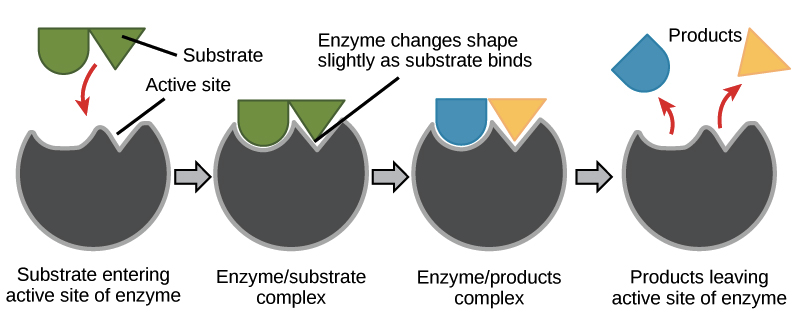 Substrate
Active site
Enzyme changes shape
slightly as substrate binds
Products
Substrate entering
active site of enzyme
Enzyme/substrate
complex
Enzyme/products
complex
Products leaving
active site of enzyme